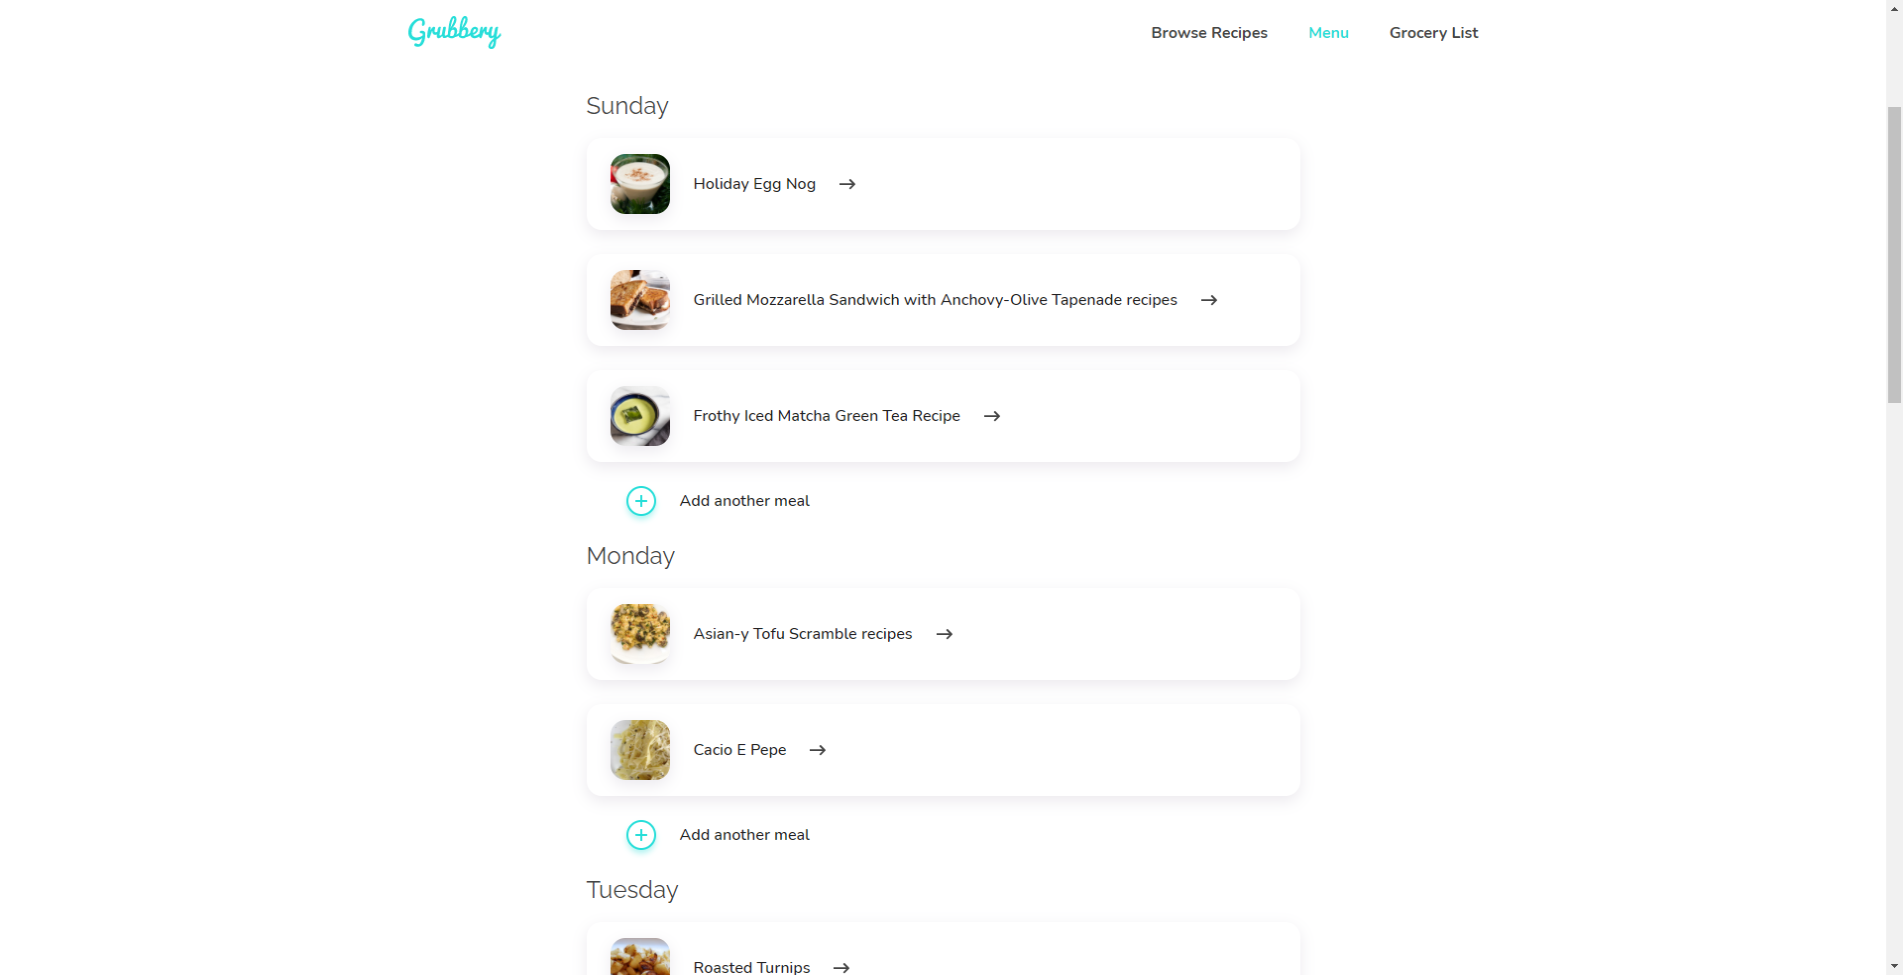 Grubbery
Browse Recipes
Menu
Grocery List
Sunday
Holiday Egg Nog
Grilled Mozzarella Sandwich with Anchovy-Olive Tapenade recipes
Frothy Iced Matcha Green Tea Recipe
Add another meal
Monday
Asian-y Tofu Scramble recipes
Cacio E Pepe
Add another meal
Tuesday
Roasted Turnips